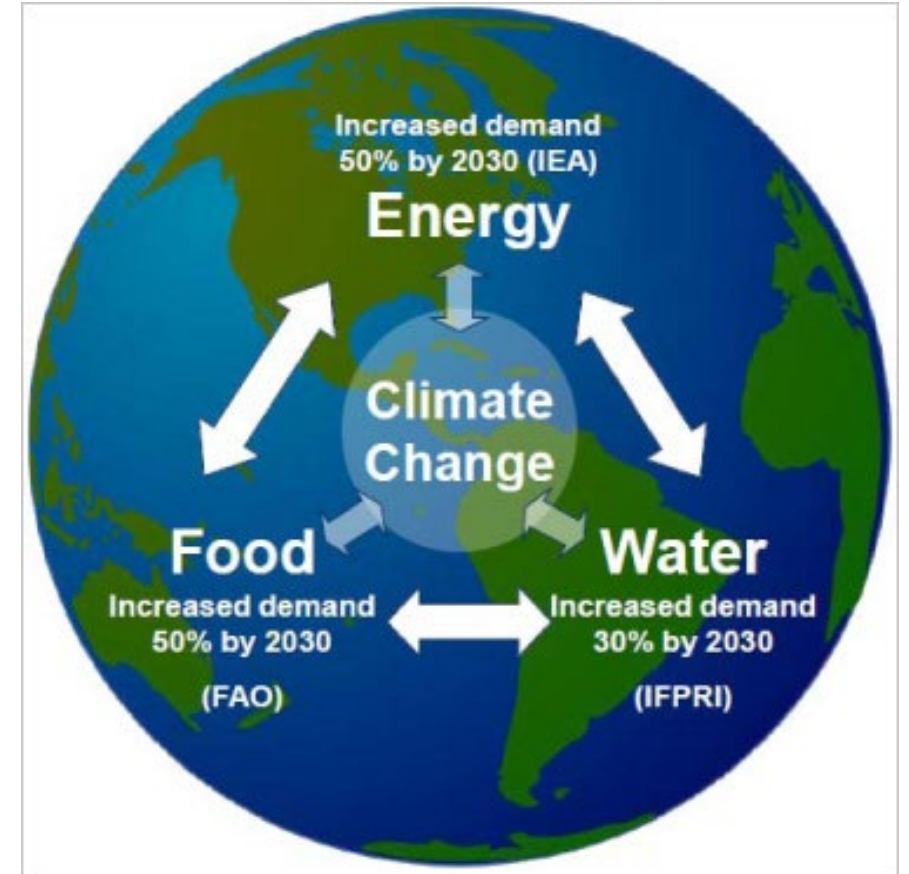 Increased demand
50% by 2030 (IEA)
Energy
Climate
Change
Food
Increased demand
50% by 2030
(FAO)
Water
Increased demand
30% by 2030
(IFPRI)